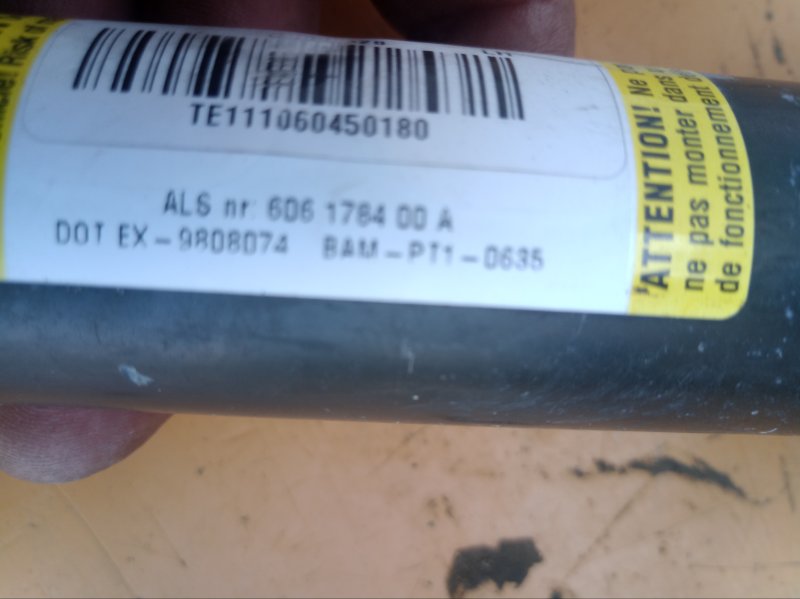 TE111060450180
ALS nr: 606 1784 00 A
DOT EX-9808074 BAM-PT1-0635
'ATTENTION! Ne
ne pas monter dans
de fonctionnement